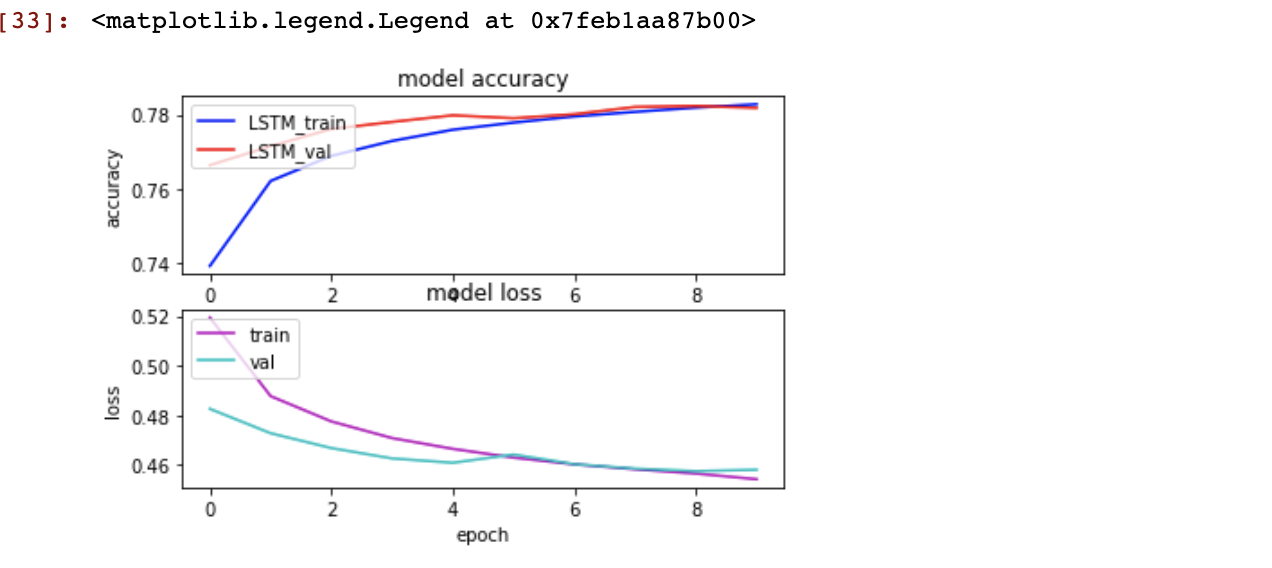 [33]: <matplotlib.legend.Legend at 0x7feb1aa87b00>
model accuracy
0.78
0.76
0.74
accuracy
LSTM_train
LSTM_val
0 2 4 6 8
model loss
0.52
0.50
0.48
0.46
loss
train
val
0 2 4 6 8
epoch